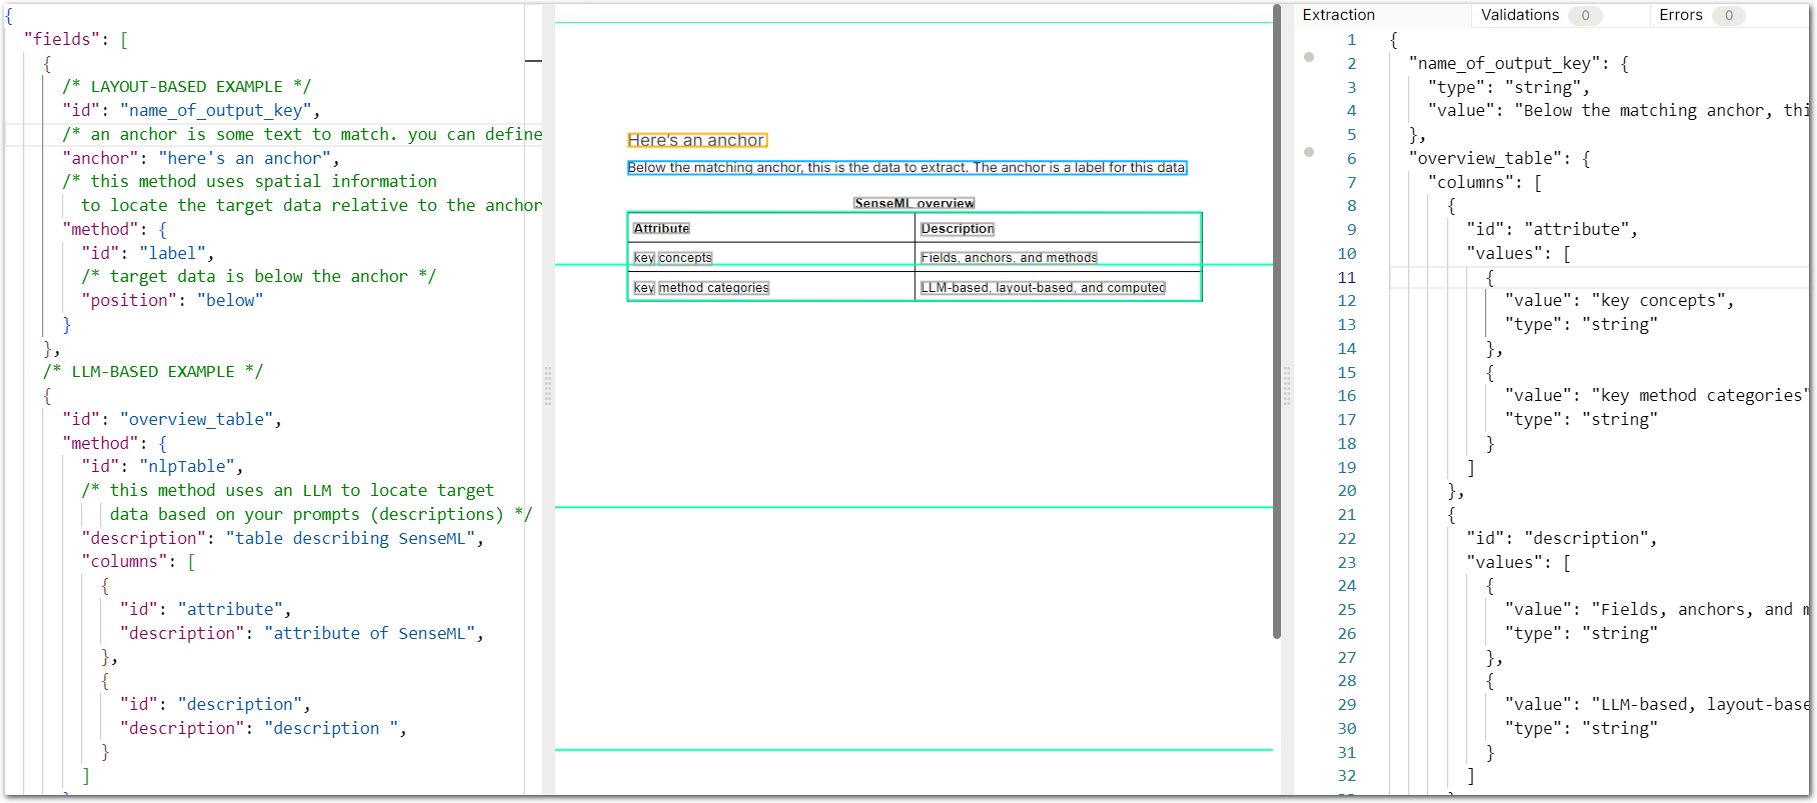 {
"fields": [
{
/* LAYOUT-BASED EXAMPLE */
"id": "name_of_output_key",
/* an anchor is some text to match. you can define
"anchor": "here's an anchor",
/* this method uses spatial information
to locate the target data relative to the anchor
"method": {
"id": "label",
/* target data is below the anchor */
"position": "below"
}
},
/* LLM-BASED EXAMPLE */
{
"id": "overview_table",
"method": {
"id": "nlpTable",
/* this method uses an LLM to locate target
data based on your prompts (descriptions) */
"description": "table describing SenseML",
"columns": [
{
"id": "attribute",
"description": "attribute of SenseML",
},
{
"id": "description",
"description": "description ",
}
]
Here's an anchor
Below the matching anchor, this is the data to extract. The anchor is a label for this data
SenseML overview
Attribute Description
key concepts Fields, anchors, and methods
key method categories LLM-based, layout-based, and computed
Extraction Validations 0 Errors 0
1 {
2 "name_of_output_key": {
3 "type": "string",
4 "value": "Below the matching anchor, thi
5 },
6 "overview_table": {
7 "columns": [
8 {
9 "id": "attribute",
10 "values": [
11 {
12 "value": "key concepts",
13 "type": "string"
14 },
15 {
16 "value": "key method categories"
17 "type": "string"
18 }
19 ]
20 },
21 {
22 "id": "description",
23 "values": [
24 {
25 "value": "Fields, anchors, and m
26 "type": "string"
27 },
28 {
29 "value": "LLM-based, layout-base
30 "type": "string"
31 }
32 ]